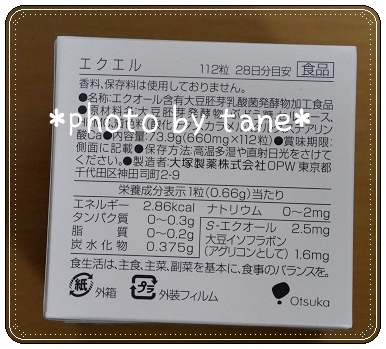 エクエル 112粒 28日分目安 食品
香料、保存料は使用しておりません。
●名称:エクオール含有大豆胚芽乳酸菌発酵物加工食品
*photo by tane*
酸Ca●内容量/73.9g(660mg×112粒)●賞味期限:
側面に記載●保存方法:高温多湿や直射日光をさけて
ください。●製造者:大塚製薬株式会社OPW 東京都
千代田区神田司町2-9
栄養成分表示1粒(0.66g)当たり
エネルギー 2.86kcal ナトリウム 0〜2mg
タンパク質 0〜0.3g S-エクオール 2.5mg
脂質 0〜0.2g 大豆イソフラボン
炭水化物 0.375g (アグリコンとして) 1.6mg
食生活は、主食、主菜、副菜を基本に、食事のバランスを。
紙 外箱 プラ 外装フィルム Otsuka